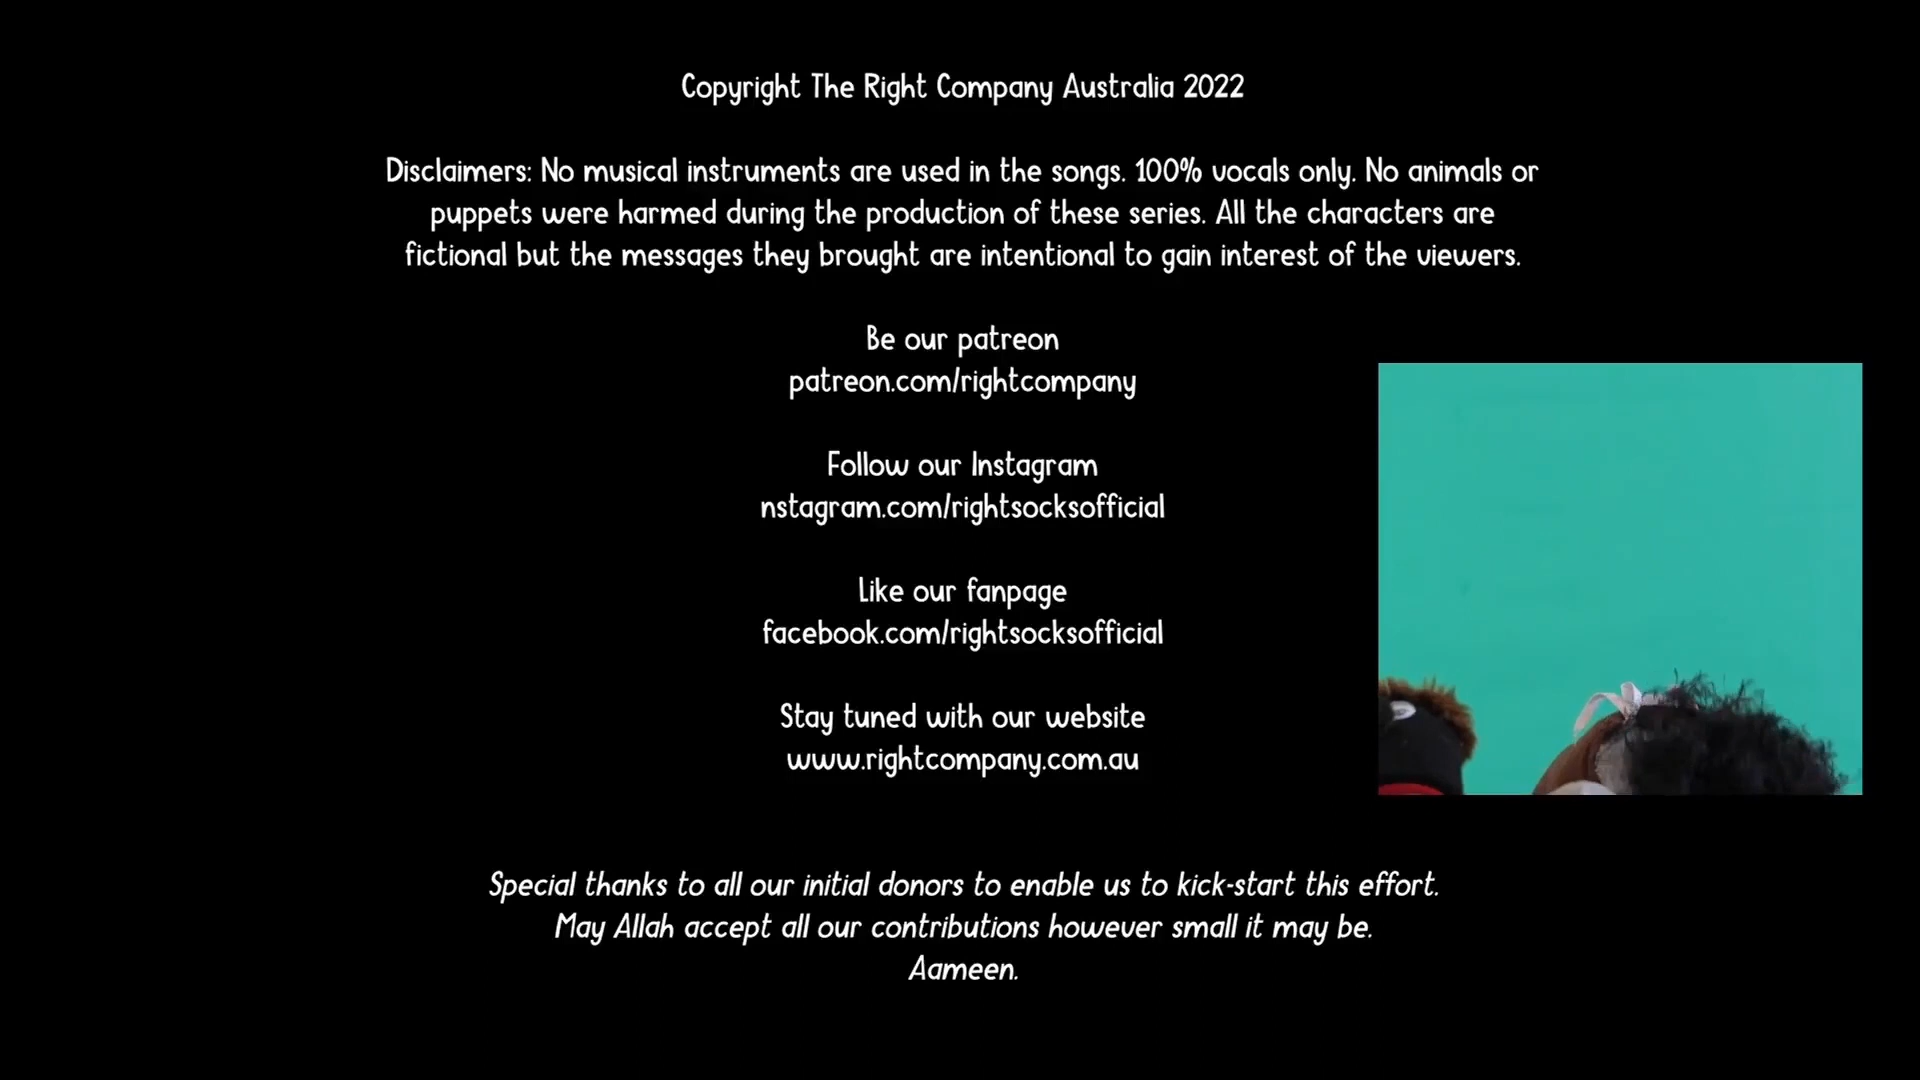 Copyright The Right Company Australia 2022
Disclaimers: No musical instruments are used in the songs. 100% vocals only. No animals or
puppets were harmed during the production of these series. All the characters are
fictional but the messages they brought are intentional to gain interest of the viewers.
Be our patreon
patreon.com/rightcompany
Follow our Instagram
nstagram.com/rightsocksofficial
Like our fanpage
facebook.com/rightsocksofficial
Stay tuned with our website
www.rightcompany.com.au
Special thanks to all our initial donors to enable us to kick-start this effort.
May Allah accept all our contributions however small it may be.
Aameen.